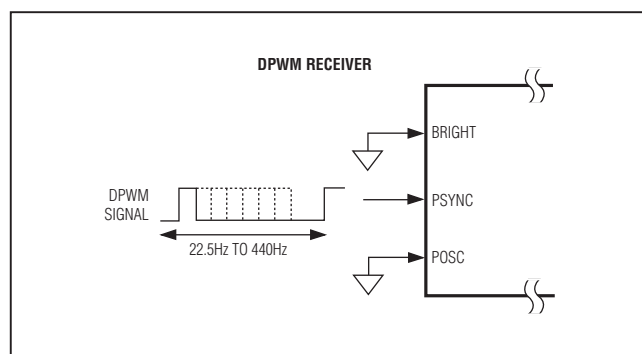 DPWM RECEIVER
BRIGHT
DPWM
SIGNAL
PSYNC
22.5Hz TO 440Hz
POSC